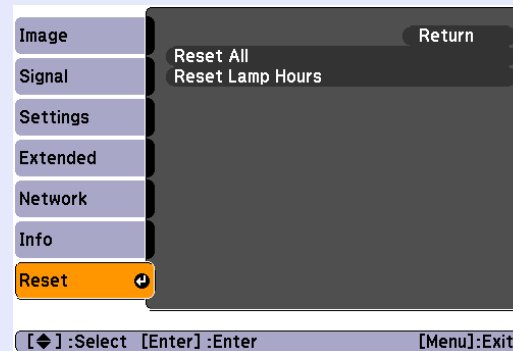 Image
Signal
Settings
Extended
Network
Info
Reset
Return
Reset All
Reset Lamp Hours
[◆] :Select [Enter] :Enter [Menu]:Exit